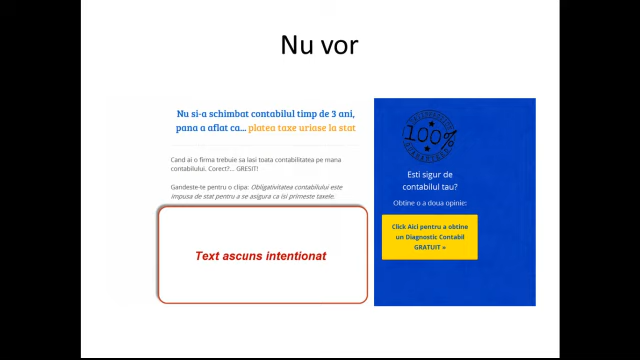 Nu vor
Nu si-a schimbat contabilul timp de 3 ani,
pana a aflat ca... platea taxe uriase la stat
Cand ai o firma trebuie sa lasi toata contabilitatea pe mana
contabilului. Corect?... GRESIT!
Gandeste-te pentru o clipa: Obligativitatea contabilului este
impusa de stat pentru a se asigura ca isi primeste taxele.
Text ascuns intentionat
100%
Esti sigur de
contabilul tau?
Obtine o a doua opinie:
Click Aici pentru a obtine
un Diagnostic Contabil
GRATUIT »